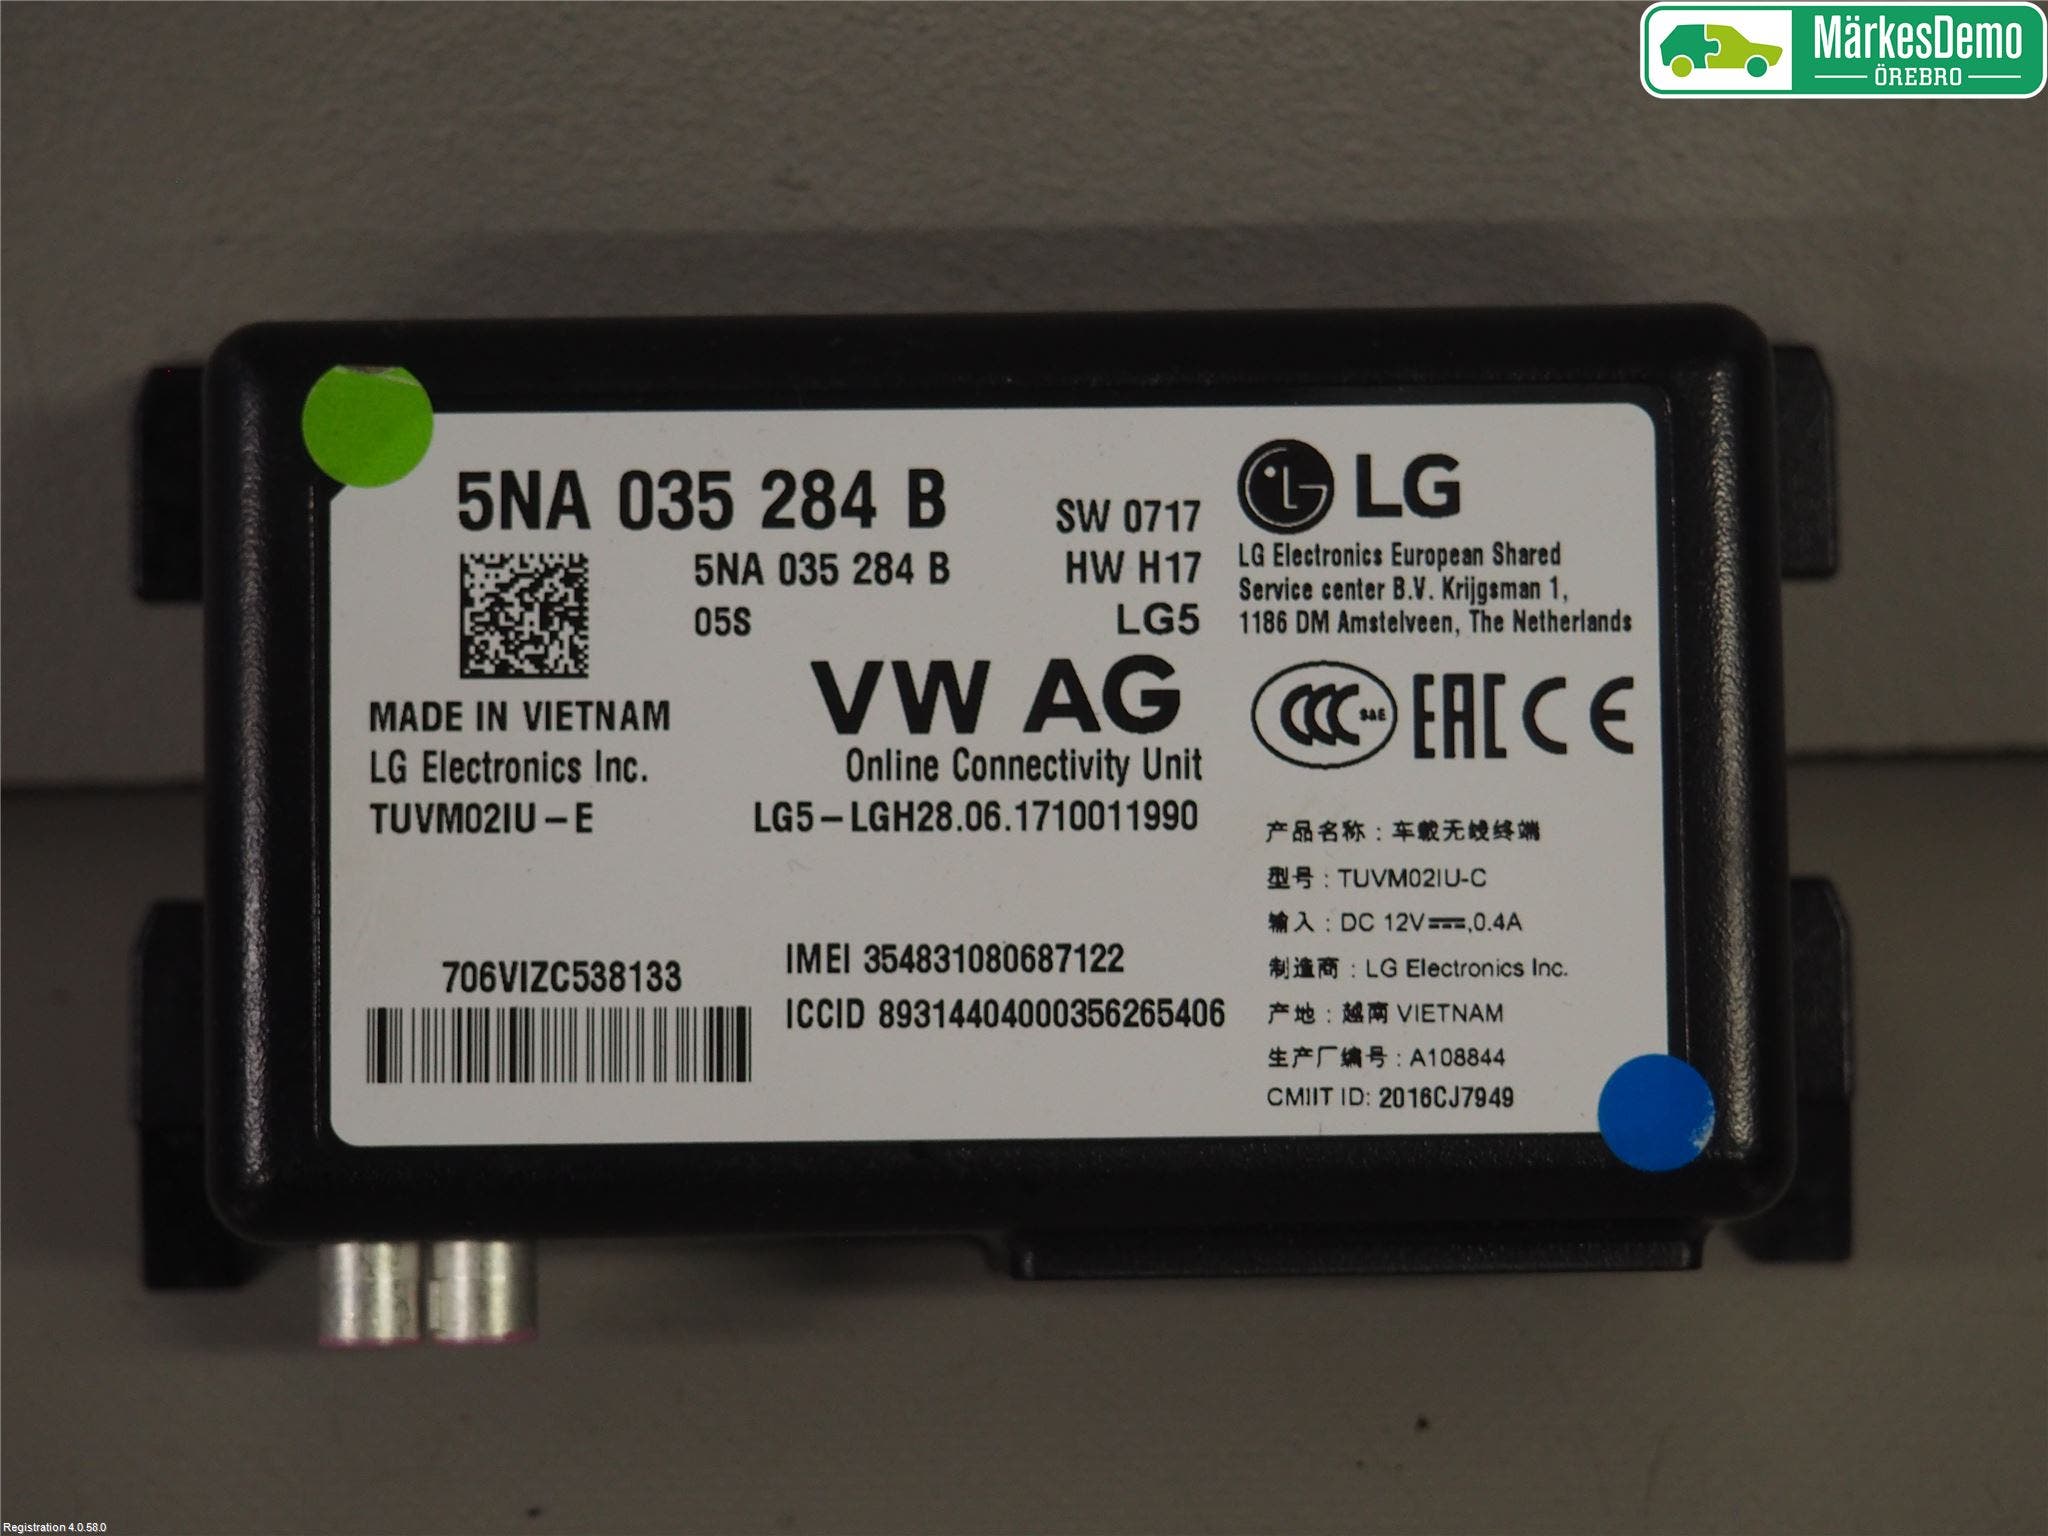 MärkesDemo
ÖREBRO
5NA 035 284 B
SW 0717
5NA 035 284 B
HW H17
05S
LG5
MADE IN VIETNAM
LG Electronics Inc.
TUVM02IU-E
VW AG
Online Connectivity Unit
LG5-LGH28.06.1710011990
706VIZC538133
IMEI 354831080687122
ICCID 89314404000356265406
LG
LG Electronics European Shared
Service center B.V. Krijgsman 1,
1186 DM Amstelveen, The Netherlands
CCC S&E EAC CE
产品名称 : 车载无线终端
型号 : TUVM02IU-C
输入 : DC 12V⎓,0.4A
制造商 : LG Electronics Inc.
产地 : 越南 VIETNAM
生产厂编号 : A108844
CMIIT ID: 2016CJ7949
Registration 4.0.58.0